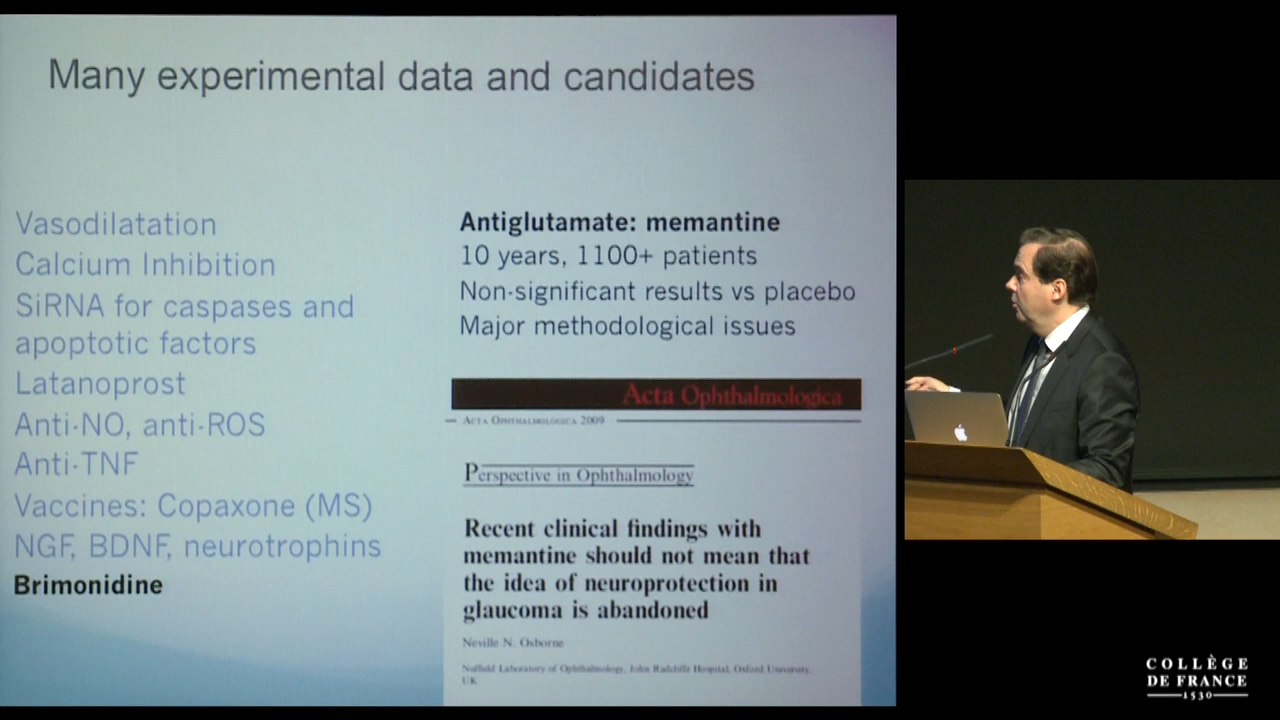 Many experimental data and candidates
Vasodilatation
Calcium Inhibition
SiRNA for caspases and
apoptotic factors
Latanoprost
Anti-NO, anti-ROS
Anti-TNF
Vaccines: Copaxone (MS)
NGF, BDNF, neurotrophins
Brimonidine
Antiglutamate: memantine
10 years, 1100+ patients
Non-significant results vs placebo
Major methodological issues
Acta Ophthalmologica
ACTA OPHTHALMOLOGICA 2009
Perspective in Ophthalmology
Recent clinical findings with
memantine should not mean that
the idea of neuroprotection in
glaucoma is abandoned
Neville N. Osborne
Nuffield Laboratory of Ophthalmology, John Radcliffe Hospital, Oxford University,
UK
COLLÈGE
DE FRANCE
1530